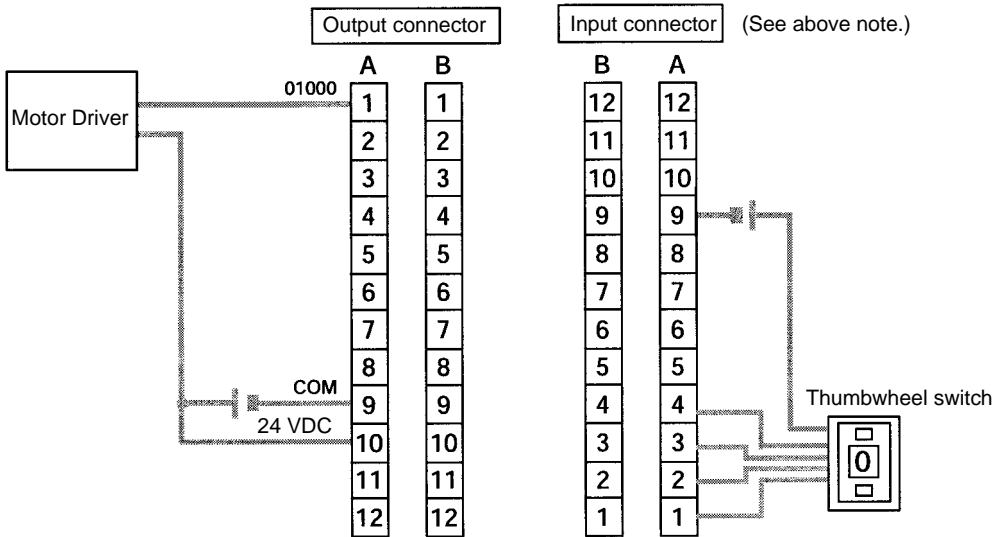 Output connector
Input connector (See above note.)
A B B A
01000
Motor Driver
1 1 12 12
2 2 11 11
3 3 10 10
4 4 9 9
5 5 8 8
6 6 7 7
7 7 6 6
8 8 5 5
COM
9 9 4 4
Thumbwheel switch
24 VDC
10 10 3 3
0
11 11 2 2
12 12 1 1